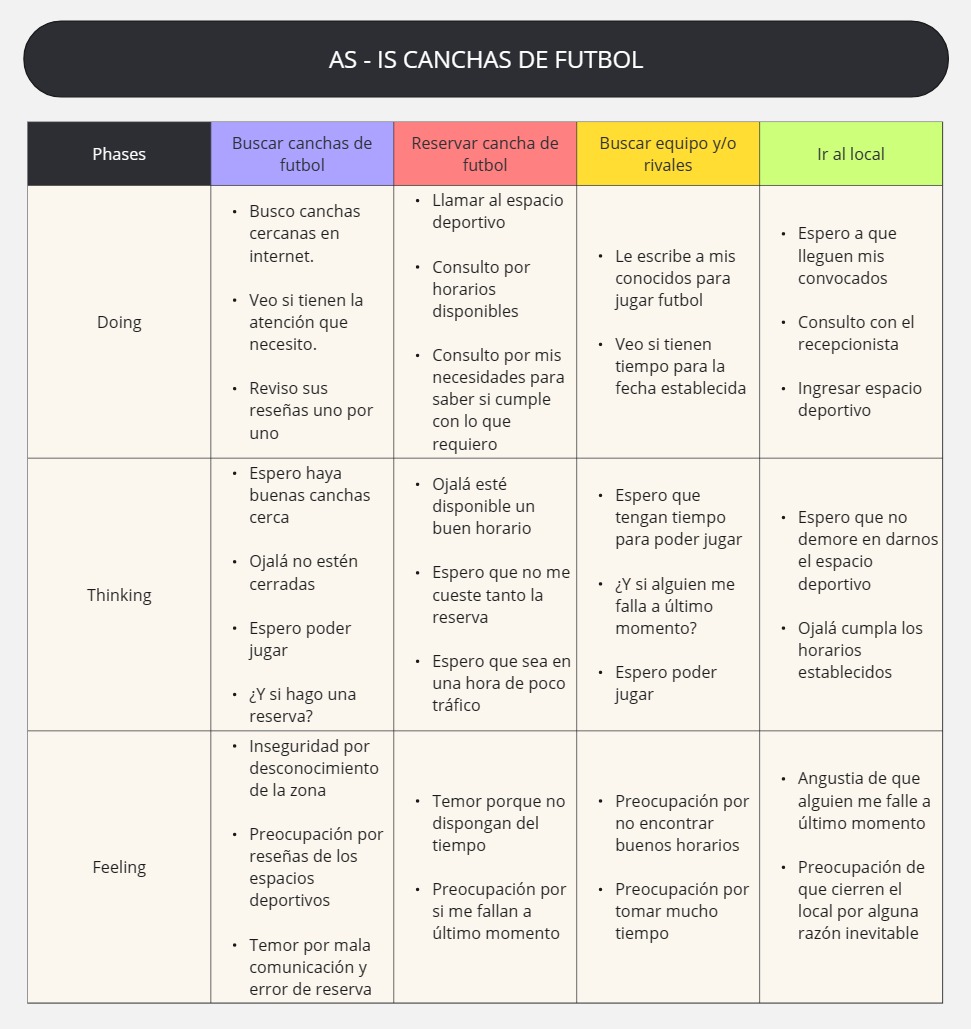 AS - IS CANCHAS DE FUTBOL
Phases
Buscar canchas de
futbol
Reservar cancha de
futbol
Buscar equipo y/o
rivales
Ir al local
Doing
• Busco canchas
cercanas en
internet.
• Veo si tienen la
atención que
necesito.
• Reviso sus
reseñas uno por
uno
• Llamar al espacio
deportivo
• Consulto por
horarios
disponibles
• Consulto por mis
necesidades para
saber si cumple
con lo que
requiero
• Le escribe a mis
conocidos para
jugar futbol
• Veo si tienen
tiempo para la
fecha establecida
• Espero a que
lleguen mis
convocados
• Consulto con el
recepcionista
• Ingresar espacio
deportivo
Thinking
• Espero haya
buenas canchas
cerca
• Ojalá no estén
cerradas
• Espero poder
jugar
• ¿Y si hago una
reserva?
• Ojalá esté
disponible un
buen horario
• Espero que no me
cueste tanto la
reserva
• Espero que sea en
una hora de poco
tráfico
• Espero que
tengan tiempo
para poder jugar
• ¿Y si alguien me
falla a último
momento?
• Espero poder
jugar
• Espero que no
demore en darnos
el espacio
deportivo
• Ojalá cumpla los
horarios
establecidos
Feeling
• Inseguridad por
desconocimiento
de la zona
• Preocupación por
reseñas de los
espacios
deportivos
• Temor por mala
comunicación y
error de reserva
• Temor porque no
dispongan del
tiempo
• Preocupación por
si me fallan a
último momento
• Preocupación por
no encontrar
buenos horarios
• Preocupación por
tomar mucho
tiempo
• Angustia de que
alguien me falle a
último momento
• Preocupación de
que cierren el
local por alguna
razón inevitable